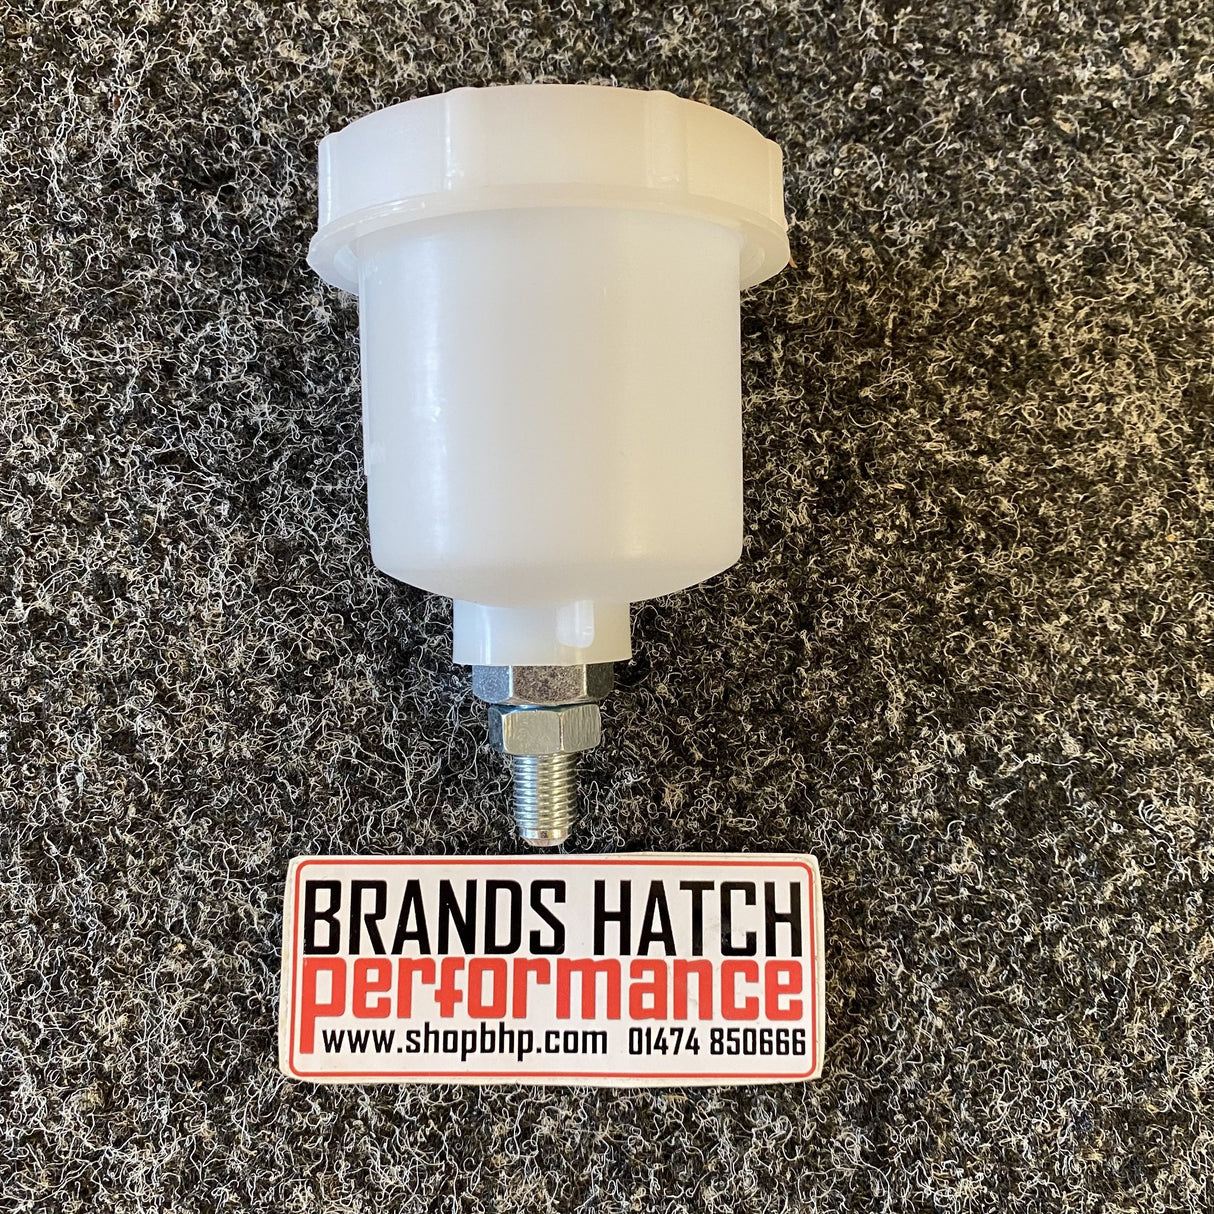 BRANDS HATCH
performance
www.shopbhp.com 01474 850666